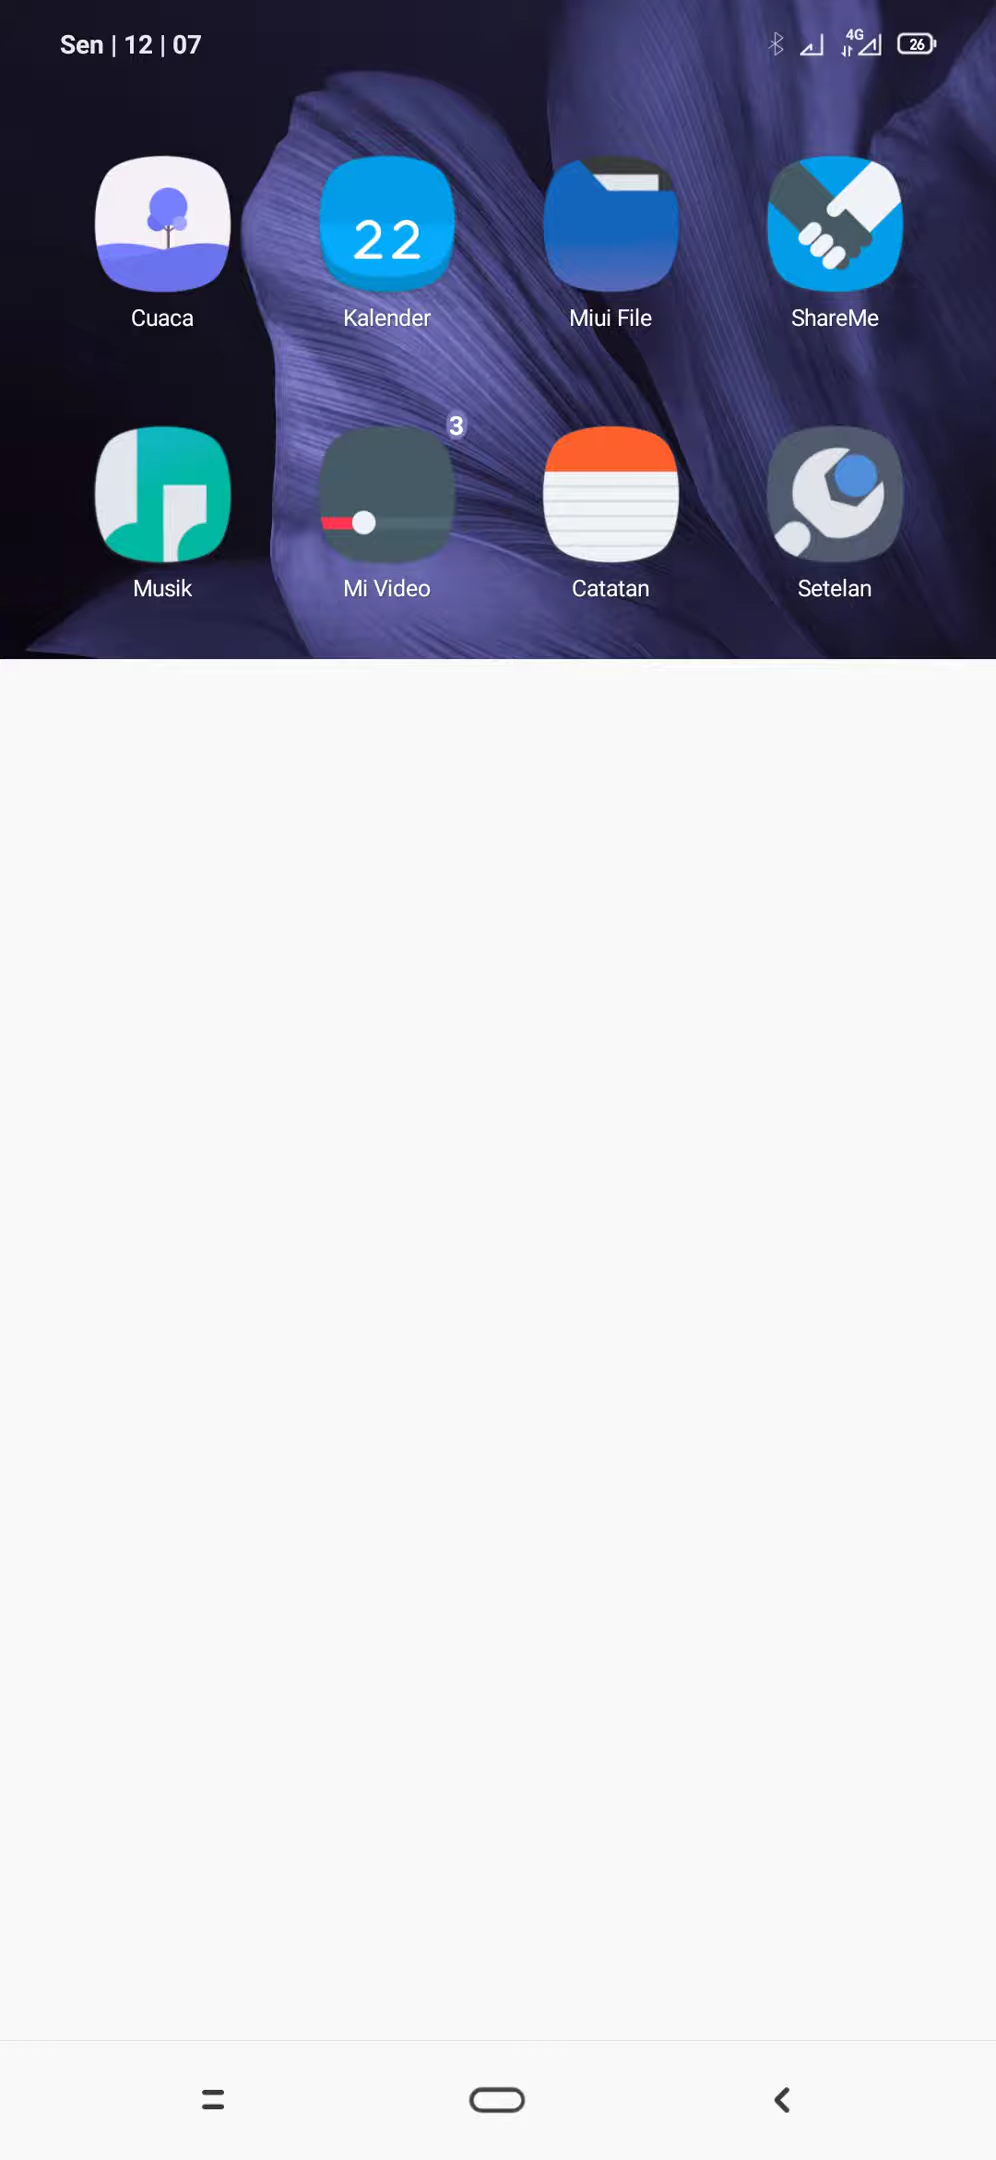 Sen | 12 | 07
4G
26
22
Cuaca
Kalender
Miui File
ShareMe
3
Musik
Mi Video
Catatan
Setelan